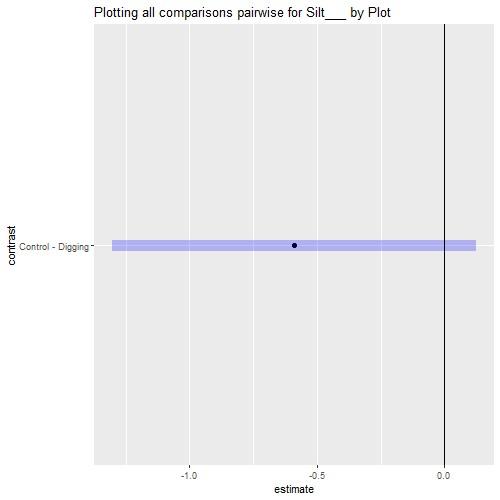 Plotting all comparisons pairwise for Silt___ by Plot
contrast
Control - Digging
-1.0
-0.5
0.0
estimate